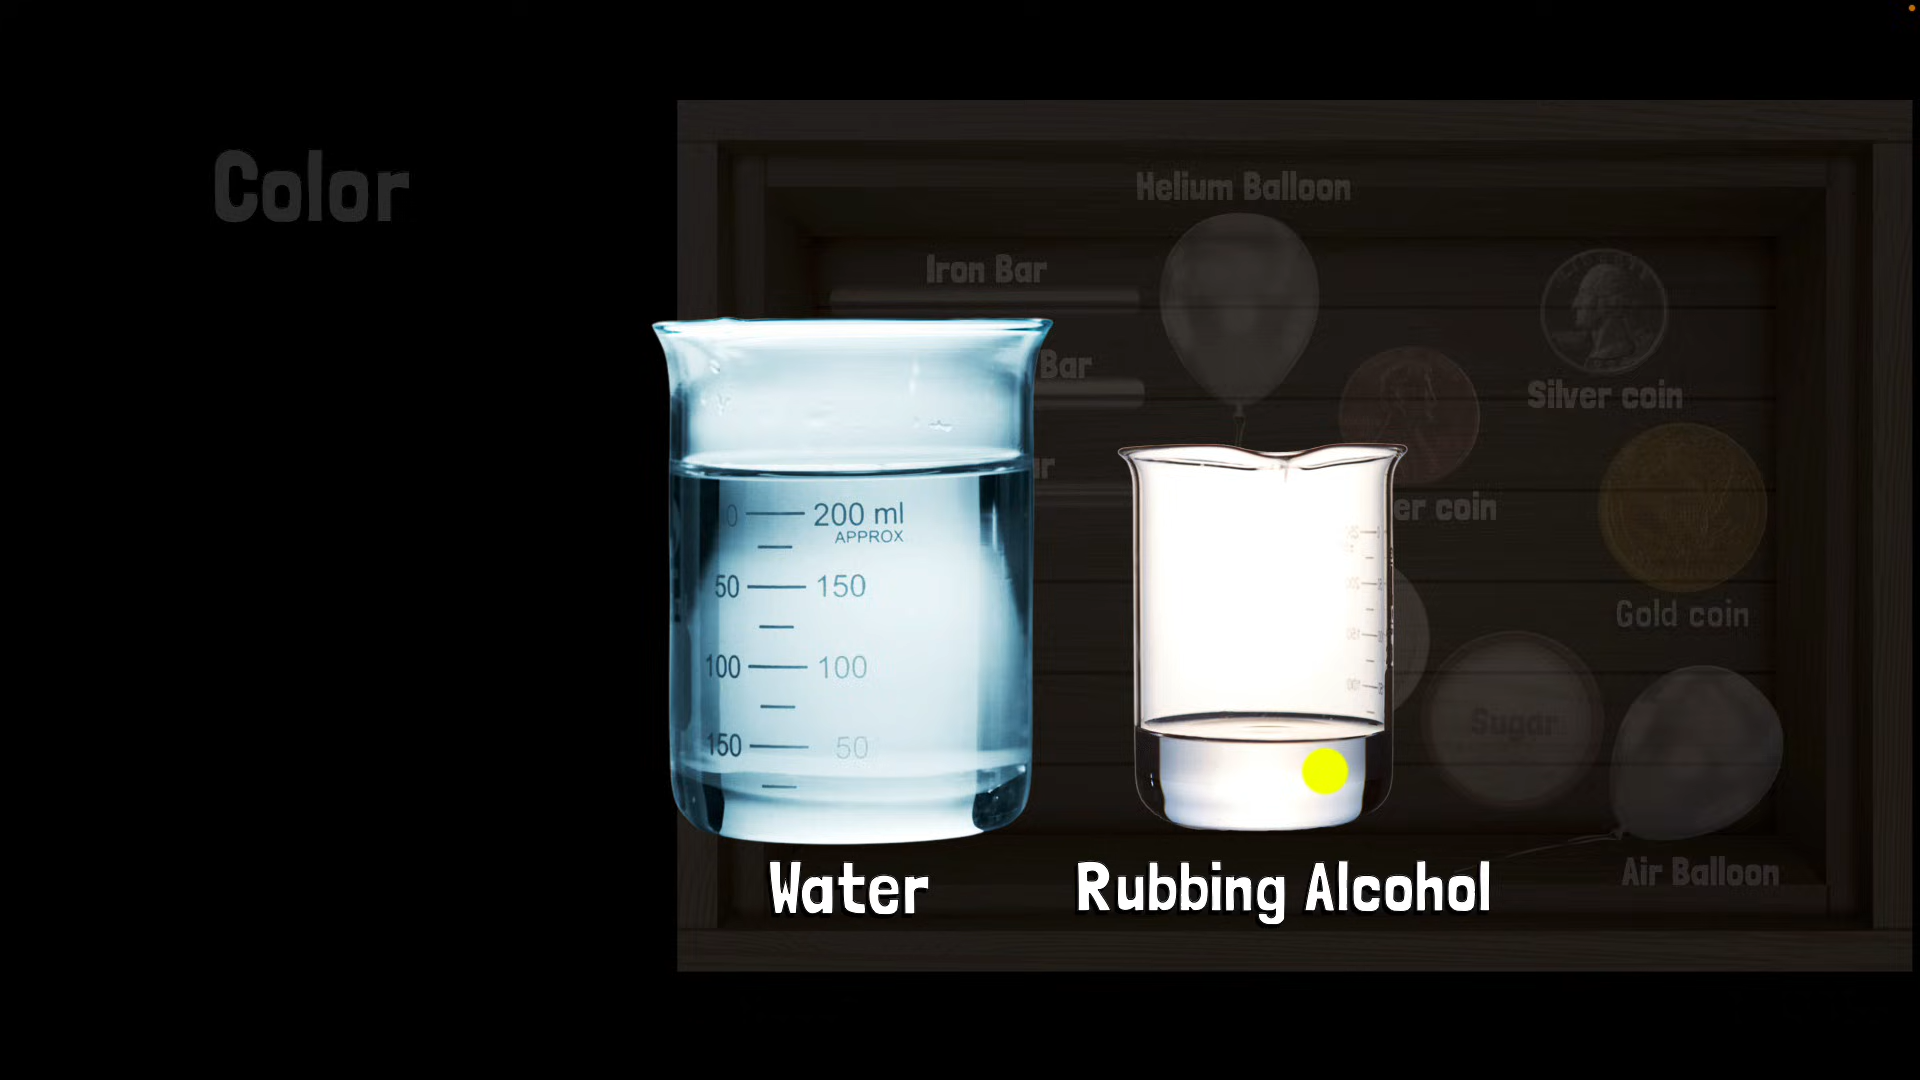 Color
Helium Balloon
Iron Bar
Bar
Silver coin
er coin
Gold coin
200 ml
APPROX
50 150
100 100
150 50
Sugar
Air Balloon
Water
Rubbing Alcohol